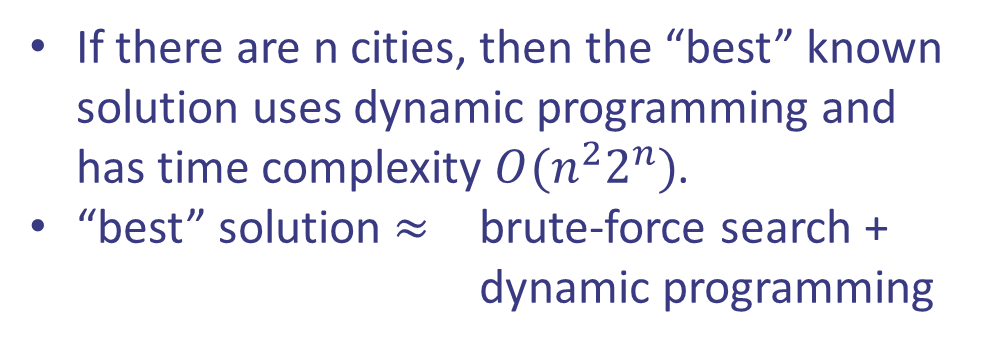 • If there are n cities, then the “best” known
solution uses dynamic programming and
has time complexity 𝑂(𝑛²2ⁿ).
• “best” solution ≈ brute-force search +
dynamic programming